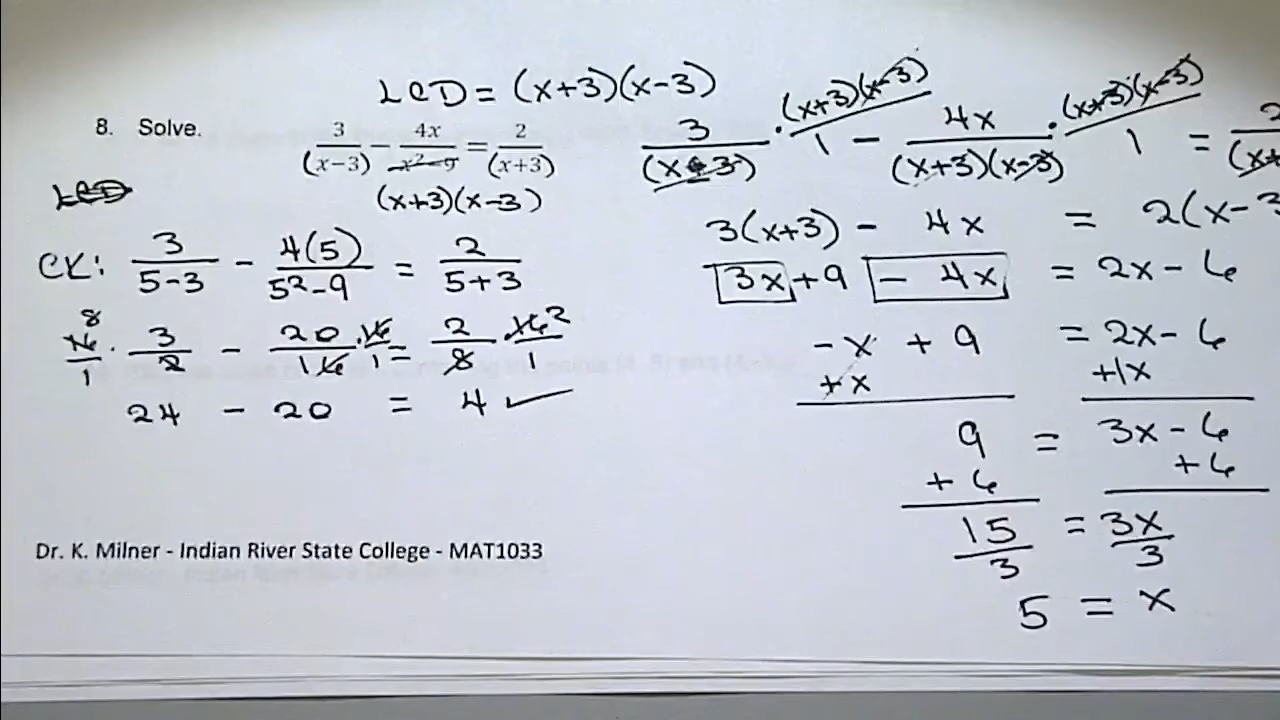 LCD = (x+3)(x-3)
8. Solve. 3/(x-3) - 4x/(x²-9) = 2/(x+3)
(x+3)(x-3)
LCD
3/(x-3) · (x+3)(x-3)/1 - 4x/((x+3)(x-3)) · (x+3)(x-3)/1 = 2/(x+
3(x+3) - 4x = 2(x-3
3x + 9 - 4x = 2x - 6
-x + 9 = 2x - 6
+x +1x
9 = 3x - 6
+6 +6
15/3 = 3x/3
5 = x
CK: 3/(5-3) - 4(5)/(5²-9) = 2/(5+3)
8
16/1 · 3/2 - 20/16 · 16/1 = 2/8 · 16/1 2
24 - 20 = 4 ✓
Dr. K. Milner - Indian River State College - MAT1033